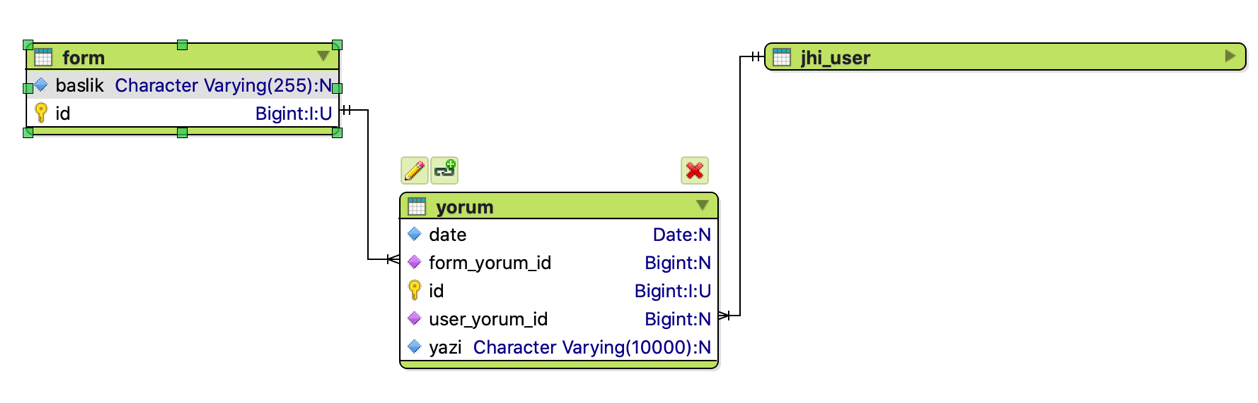 form
baslik Character Varying(255):N
id Bigint:I:U
jhi_user
yorum
date Date:N
form_yorum_id Bigint:N
id Bigint:I:U
user_yorum_id Bigint:N
yazi Character Varying(10000):N